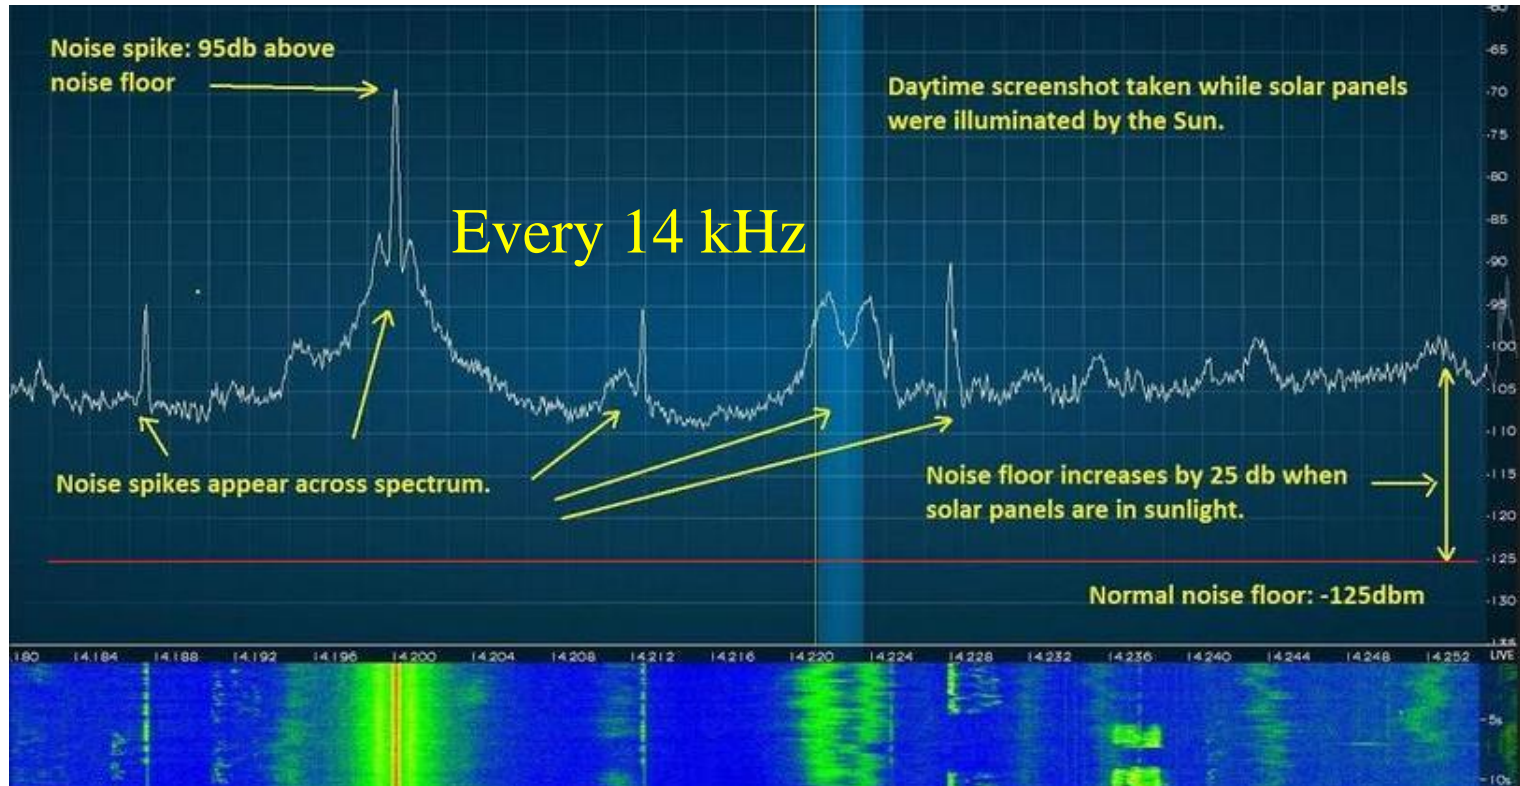 Noise spike: 95db above
noise floor
Daytime screenshot taken while solar panels
were illuminated by the Sun.
Every 14 kHz
Noise spikes appear across spectrum.
Noise floor increases by 25 db when
solar panels are in sunlight.
Normal noise floor: -125dbm
-60
-65
-70
-75
-80
-85
-90
-95
-100
-105
-110
-115
-120
-125
-130
-135
.180 14.184 14.188 14.192 14.196 14.200 14.204 14.208 14.212 14.216 14.220 14.224 14.228 14.232 14.236 14.240 14.244 14.248 14.252 LIVE
-5s
-10s